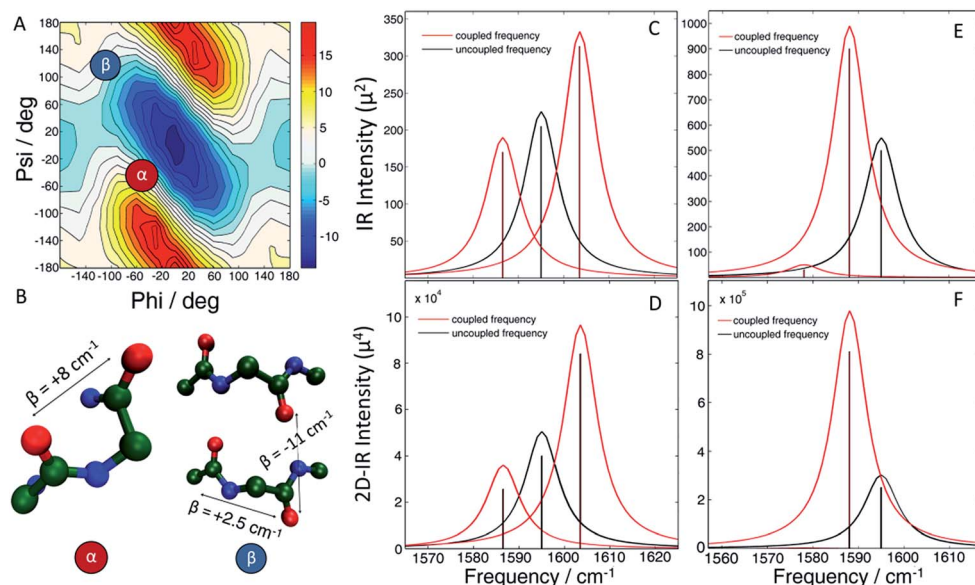 A
180
140
100
60
20
-20
-60
-100
-140
-180
Psi / deg
-140 -100 -60 -20 20 60 100 140 180
Phi / deg
β
α
15
10
5
0
-5
-10
B
β = +8 cm-1
β = -11 cm-1
β = +2.5 cm-1
α
β
C
coupled frequency
uncoupled frequency
IR Intensity (μ2)
350
300
250
200
150
100
50
D
x 10^4
coupled frequency
uncoupled frequency
2D-IR Intensity (μ4)
10
8
6
4
2
0
1570 1580 1590 1600 1610 1620
Frequency / cm-1
E
coupled frequency
uncoupled frequency
1000
900
800
700
600
500
400
300
200
100
F
x 10^5
coupled frequency
uncoupled frequency
10
8
6
4
2
0
1560 1580 1600 1620
Frequency / cm-1